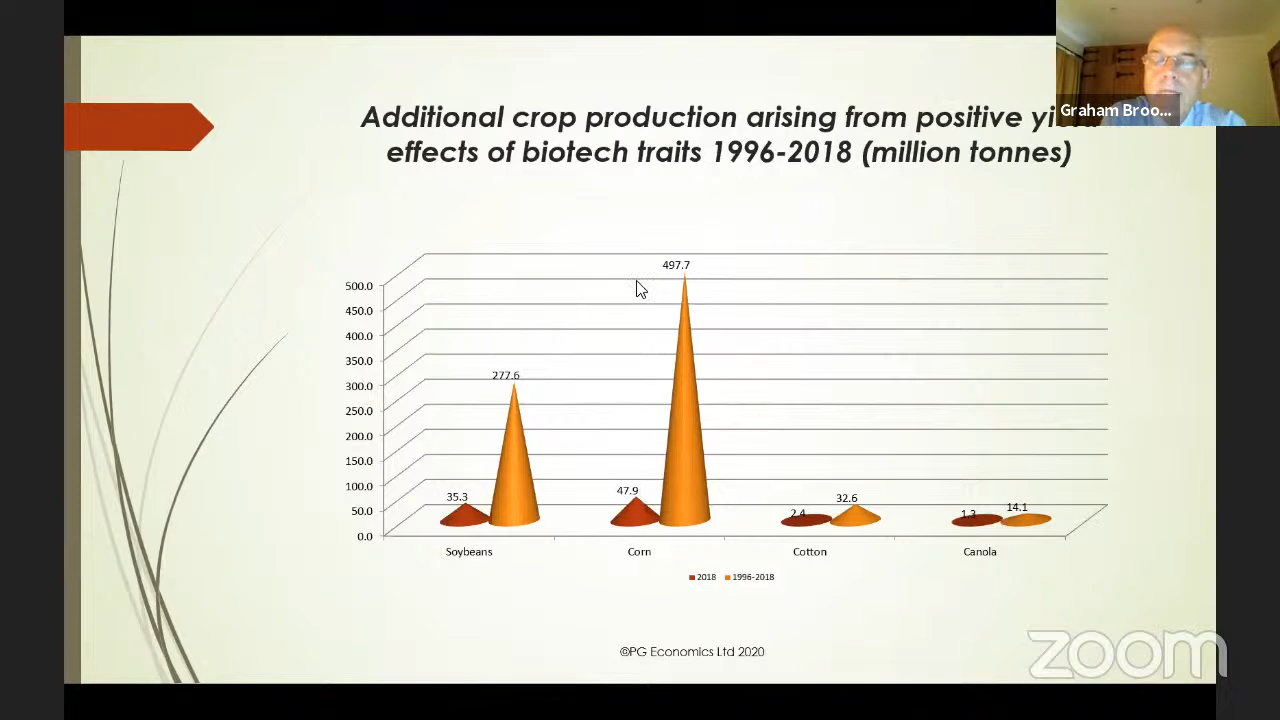 Graham Broo...
Additional crop production arising from positive
effects of biotech traits 1996-2018 (million tonnes)
500.0
450.0
400.0
350.0
300.0
250.0
200.0
150.0
100.0
50.0
0.0
497.7
277.6
35.3
47.9
2.4
32.6
1.3
14.1
Soybeans
Corn
Cotton
Canola
2018
1996-2018
©PG Economics Ltd 2020
zoom